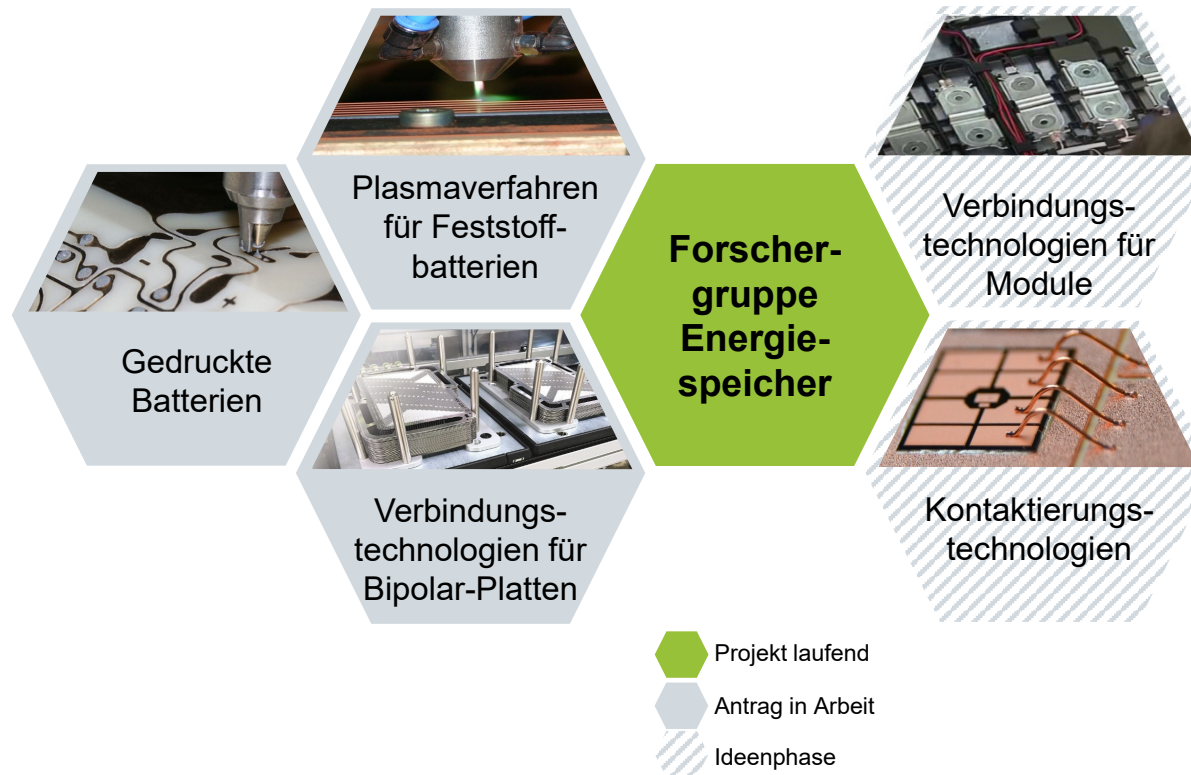 Plasmaverfahren
für Feststoff-
batterien
Gedruckte
Batterien
Verbindungs-
technologien für
Bipolar-Platten
Forscher-
gruppe
Energie-
speicher
Verbindungs-
technologien für
Module
Kontaktierungs-
technologien
Projekt laufend
Antrag in Arbeit
Ideenphase